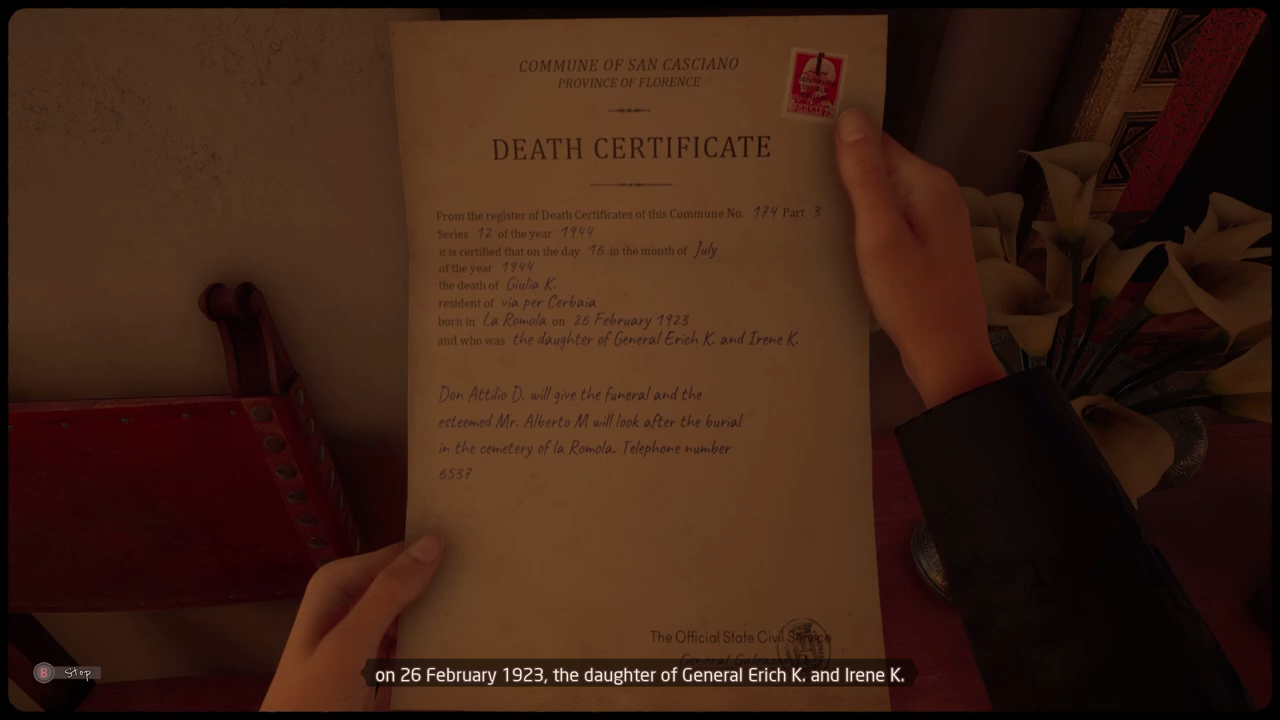 COMMUNE OF SAN CASCIANO
PROVINCE OF FLORENCE
DEATH CERTIFICATE
From the register of Death Certificates of this Commune No. 174 Part 3
Series 12 of the year 1944
it is certified that on the day 16 in the month of July
of the year 1944
the death of Giulia K.
resident of via per Cerbaia
born in La Romola on 26 February 1923
and who was the daughter of General Erich K. and Irene K.
Don Attilio D. will give the funeral and the
esteemed Mr. Alberto M will look after the burial
in the cemetery of la Romola. Telephone number
6537
The Official State Civil Service
General
on 26 February 1923, the daughter of General Erich K. and Irene K.
B Stop